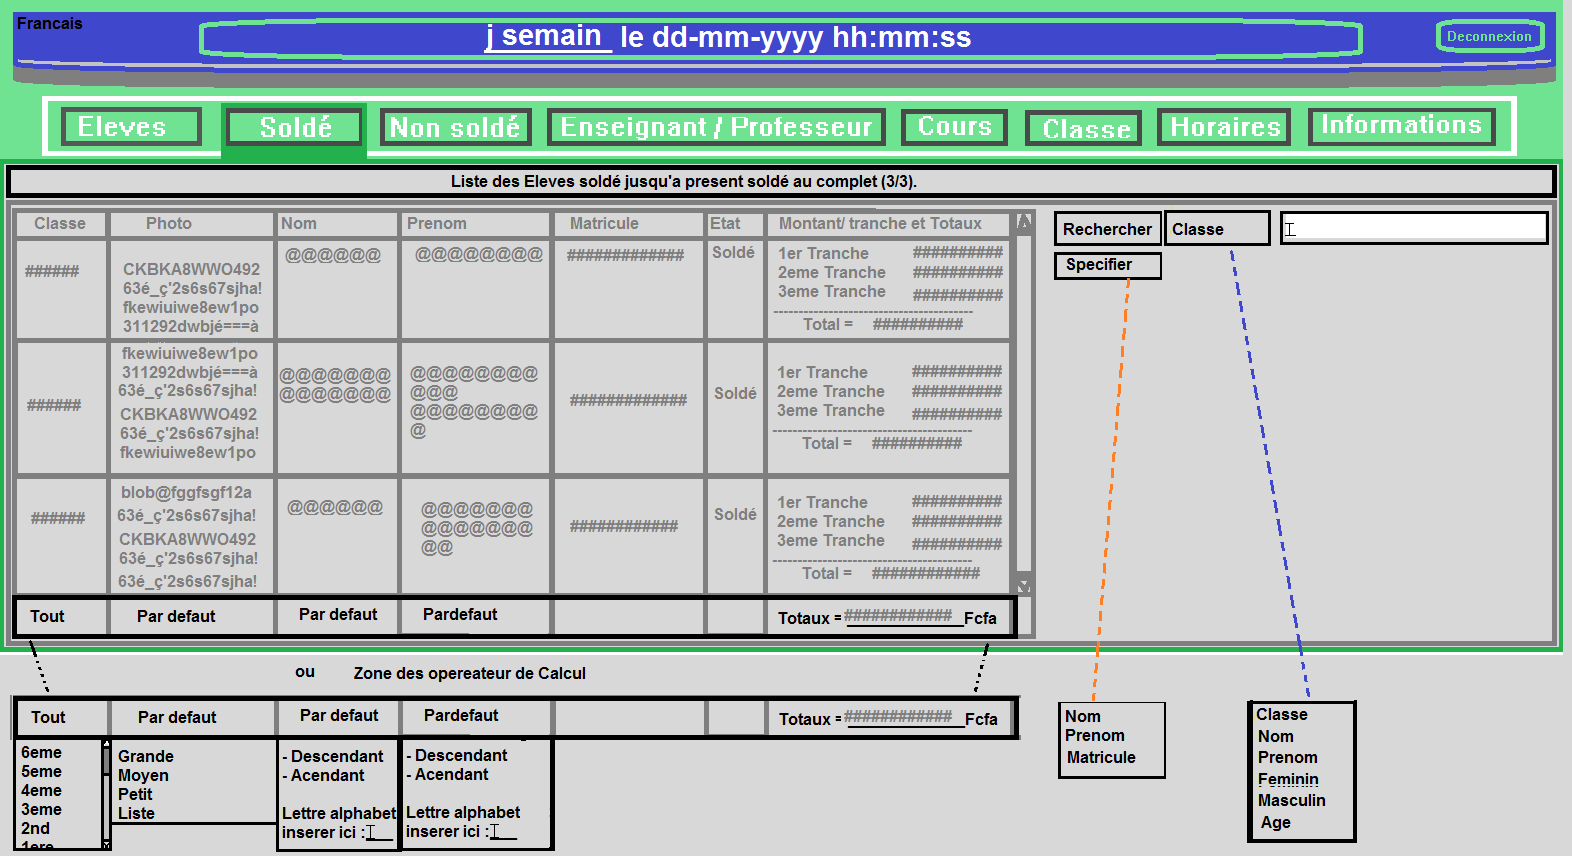 Francais
j semain le dd-mm-yyyy hh:mm:ss
Deconnexion
Eleves Soldé Non soldé Enseignant / Professeur Cours Classe Horaires Informations
Liste des Eleves soldé jusqu'a present soldé au complet (3/3).
Classe Photo Nom Prenom Matricule Etat Montant/ tranche et Totaux
######
CKBKA8WWO492
63é_ç'2s6s67sjha!
fkewiuiwe8ew1po
311292dwbjé===à
@@@@@@
@@@@@@@@
#############
Soldé
1er Tranche ##########
2eme Tranche ##########
3eme Tranche ##########
----------------------------------------
Total = ##########
######
fkewiuiwe8ew1po
311292dwbjé===à
63é_ç'2s6s67sjha!
CKBKA8WWO492
63é_ç'2s6s67sjha!
fkewiuiwe8ew1po
@@@@@@@
@@@@@@@
@@@@@@@@
@@@
@@@@@@@@
@
#############
Soldé
1er Tranche ##########
2eme Tranche ##########
3eme Tranche ##########
----------------------------------------
Total = ##########
######
blob@fggfsgf12a
63é_ç'2s6s67sjha!
CKBKA8WWO492
63é_ç'2s6s67sjha!
63é_ç'2s6s67sjha!
@@@@@@
@@@@@@@
@@@@@@@
@@
############
Soldé
1er Tranche ##########
2eme Tranche ##########
3eme Tranche ##########
----------------------------------------
Total = ############
Tout Par defaut Par defaut Pardefaut Totaux = ############ Fcfa
Rechercher Classe
Specifier
ou Zone des opereateur de Calcul
Tout Par defaut Par defaut Pardefaut Totaux = ############ Fcfa
6eme
5eme
4eme
3eme
2nd
1ere
Grande
Moyen
Petit
Liste
- Descendant
- Acendant
Lettre alphabet
inserer ici :
- Descendant
- Acendant
Lettre alphabet
inserer ici :
Nom
Prenom
Matricule
Classe
Nom
Prenom
Feminin
Masculin
Age